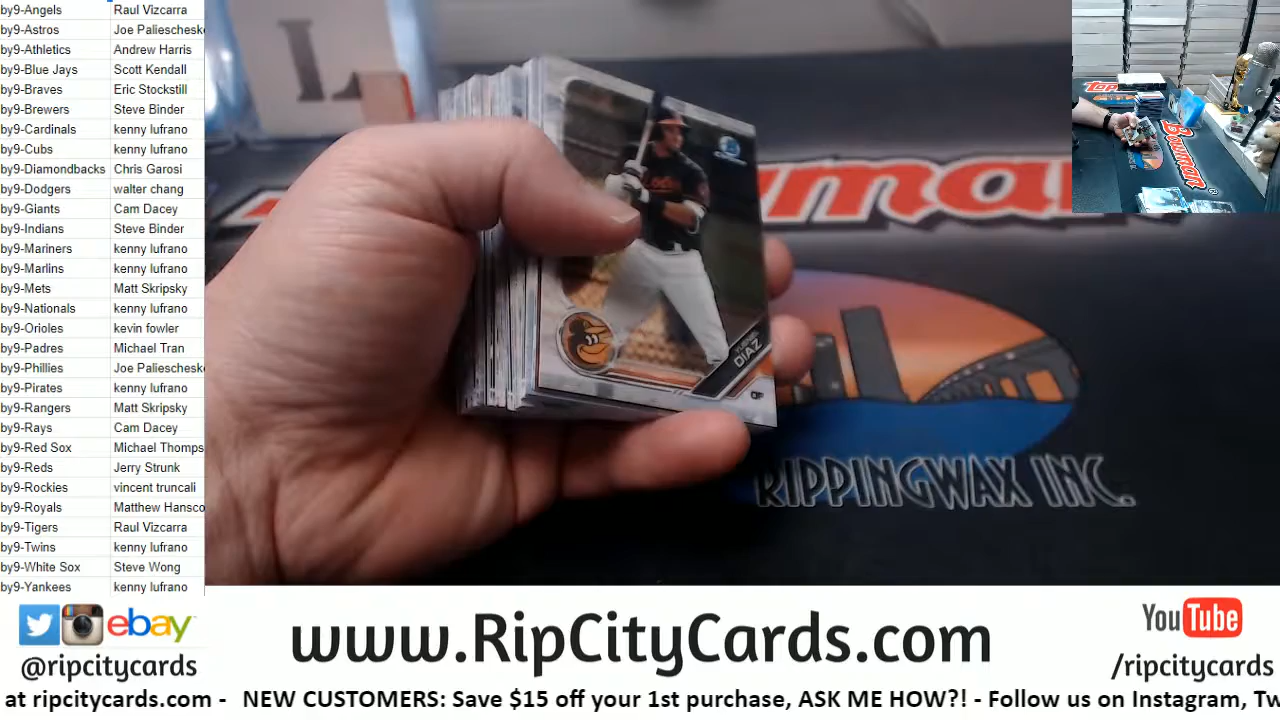 by9-Angels Raul Vizcarra
by9-Astros Joe Paliescheske
by9-Athletics Andrew Harris
by9-Blue Jays Scott Kendall
by9-Braves Eric Stockstill
by9-Brewers Steve Binder
by9-Cardinals kenny lufrano
by9-Cubs kenny lufrano
by9-Diamondbacks Chris Garosi
by9-Dodgers walter chang
by9-Giants Cam Dacey
by9-Indians Steve Binder
by9-Mariners kenny lufrano
by9-Marlins kenny lufrano
by9-Mets Matt Skripsky
by9-Nationals kenny lufrano
by9-Orioles kevin fowler
by9-Padres Michael Tran
by9-Phillies Joe Paliescheske
by9-Pirates kenny lufrano
by9-Rangers Matt Skripsky
by9-Rays Cam Dacey
by9-Red Sox Michael Thomps
by9-Reds Jerry Strunk
by9-Rockies vincent truncali
by9-Royals Matthew Hansco
by9-Tigers Raul Vizcarra
by9-Twins kenny lufrano
by9-White Sox Steve Wong
by9-Yankees kenny lufrano
DIAZ
OF
wman
Bowman
RIPPINGWAX INC.
ebay
@ripcitycards
www.RipCityCards.com
YouTube
/ripcitycards
at ripcitycards.com - NEW CUSTOMERS: Save $15 off your 1st purchase, ASK ME HOW?! - Follow us on Instagram, Tw